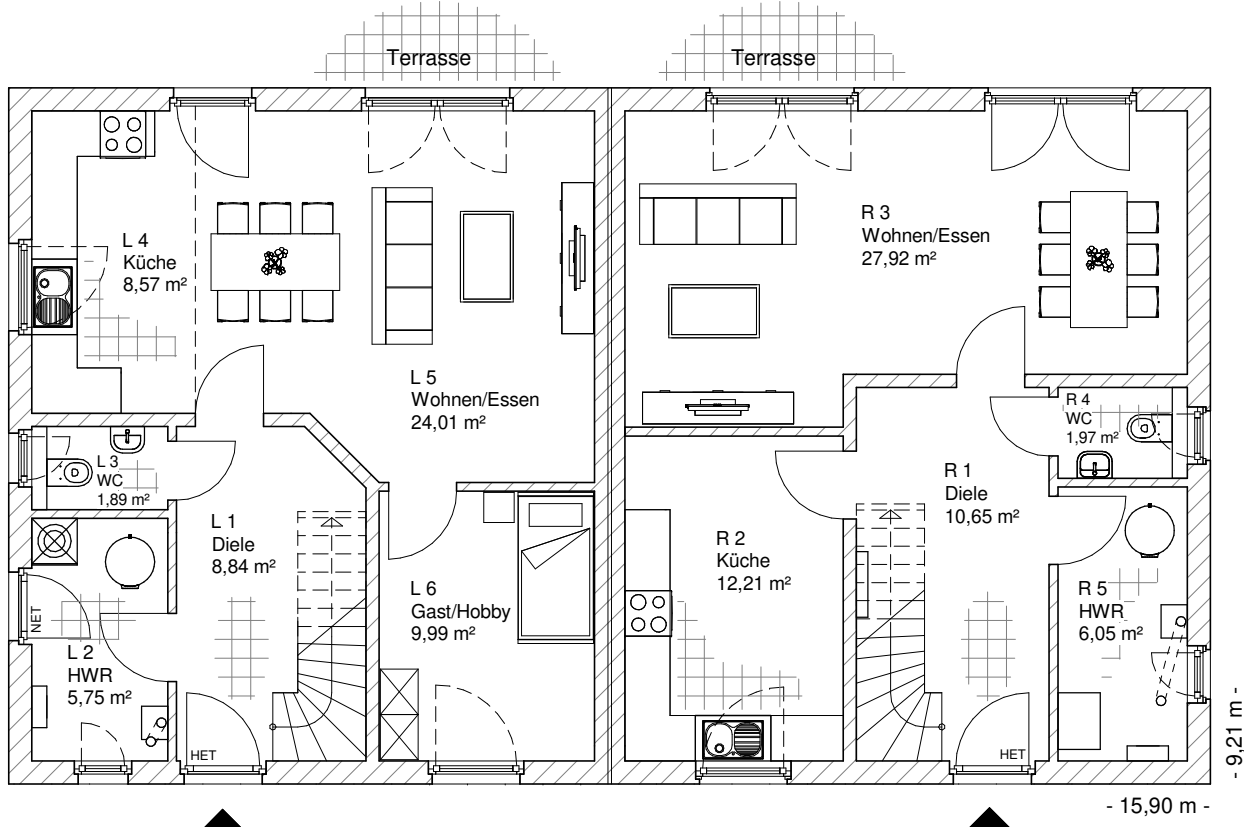 Terrasse
Terrasse
L 4
Küche
8,57 m²
R 3
Wohnen/Essen
27,92 m²
L 5
Wohnen/Essen
24,01 m²
R 4
WC
1,97 m²
L 3
WC
1,89 m²
R 1
Diele
10,65 m²
L 1
Diele
8,84 m²
R 2
Küche
12,21 m²
L 6
Gast/Hobby
9,99 m²
R 5
HWR
6,05 m²
NET
L 2
HWR
5,75 m²
HET
HET
- 9,21 m -
- 15,90 m -